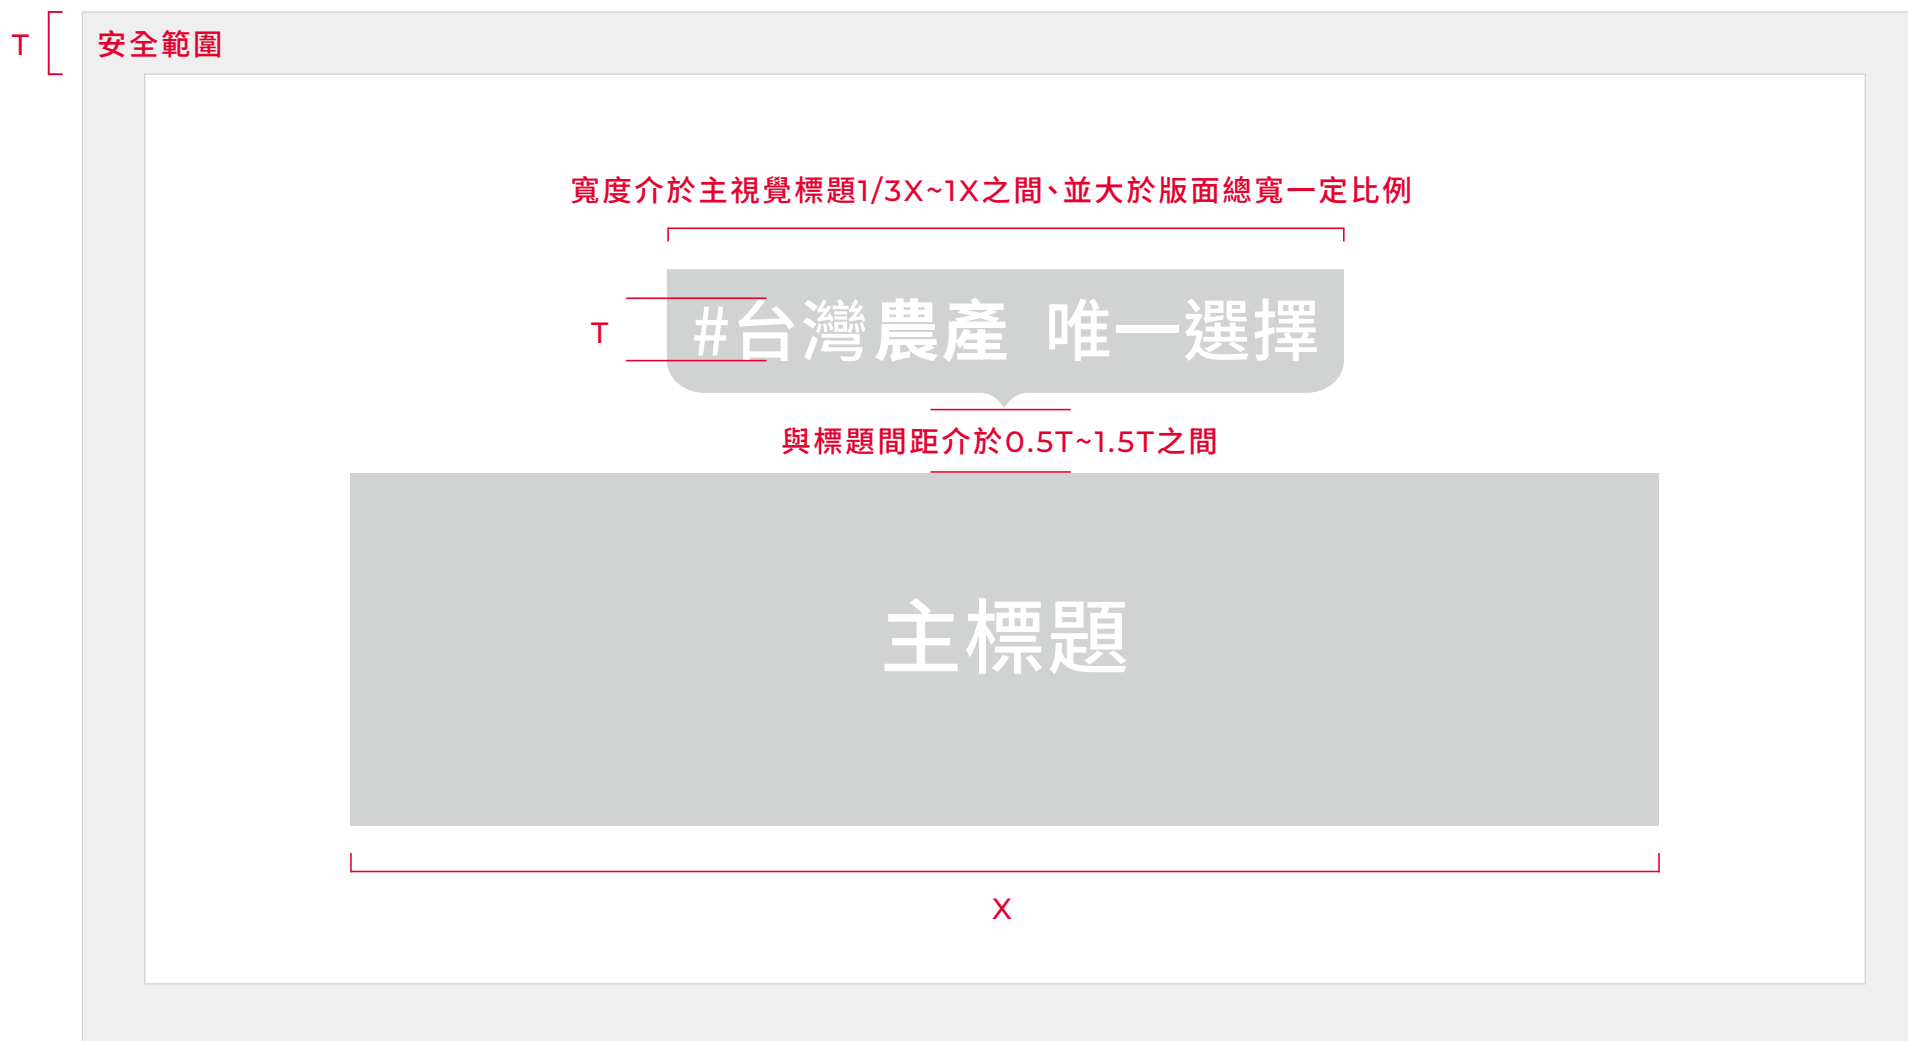 T
安全範圍
寬度介於主視覺標題1/3X~1X之間、並大於版面總寬一定比例
T
#台灣農產 唯一選擇
與標題間距介於0.5T~1.5T之間
主標題
X